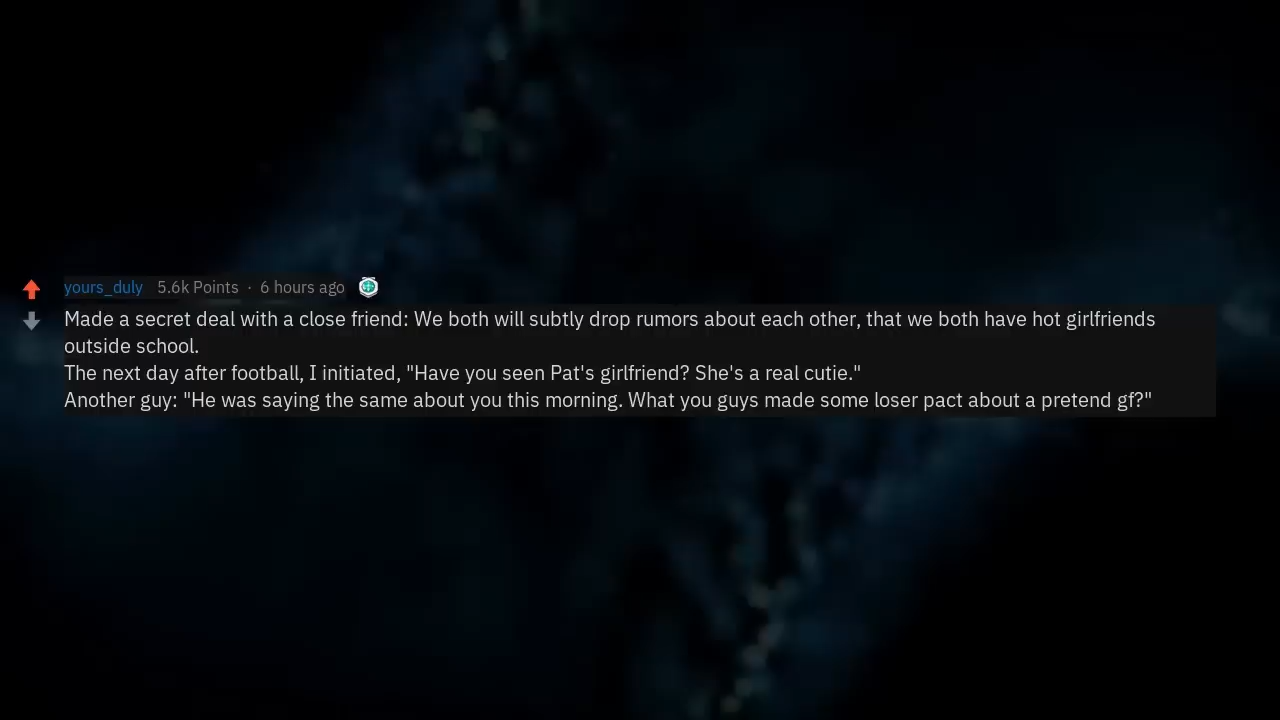 yours_duly 5.6k Points · 6 hours ago
Made a secret deal with a close friend: We both will subtly drop rumors about each other, that we both have hot girlfriends
outside school.
The next day after football, I initiated, "Have you seen Pat's girlfriend? She's a real cutie."
Another guy: "He was saying the same about you this morning. What you guys made some loser pact about a pretend gf?"